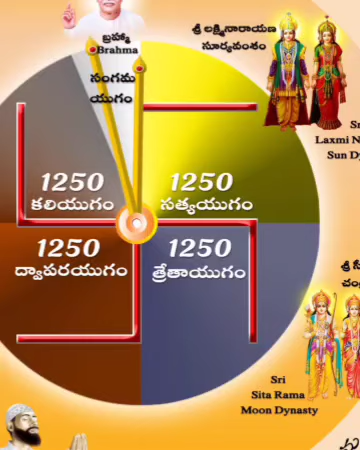 బ్రహ్మా
Brahma
శ్రీ లక్ష్మినారాయణ
సూర్యవంశం
సంగమ
యుగం
Laxmi N
Sun D
1250
కలియుగం
1250
సత్యయుగం
1250
ద్వాపరయుగం
1250
త్రేతాయుగం
Sri
Sita Rama
Moon Dynasty